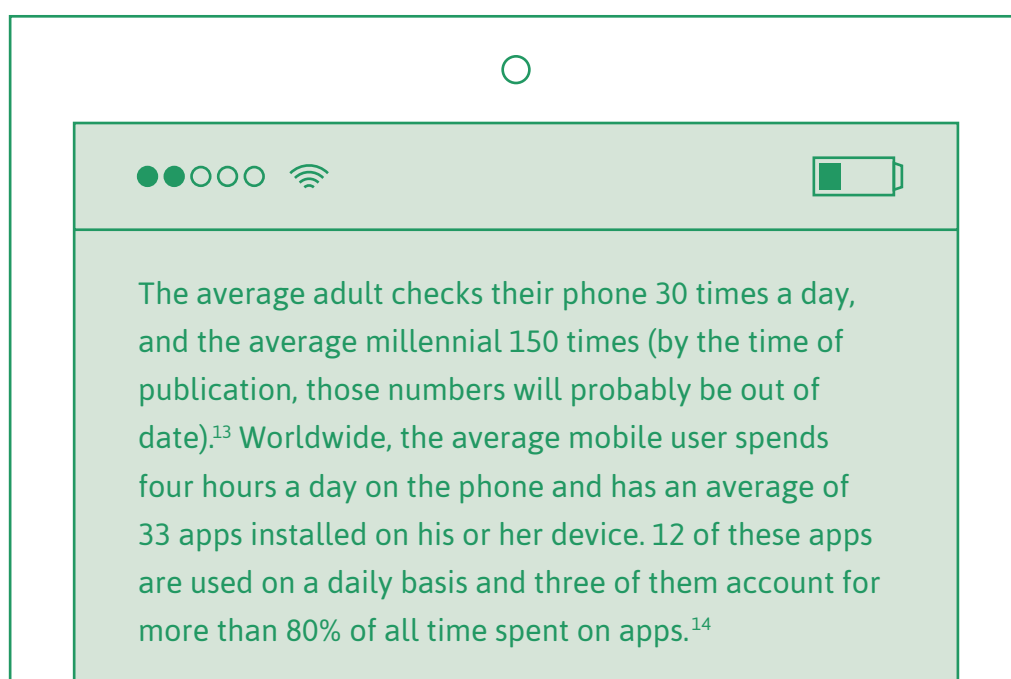 The average adult checks their phone 30 times a day,
and the average millennial 150 times (by the time of
publication, those numbers will probably be out of
date).¹³ Worldwide, the average mobile user spends
four hours a day on the phone and has an average of
33 apps installed on his or her device. 12 of these apps
are used on a daily basis and three of them account for
more than 80% of all time spent on apps.¹⁴